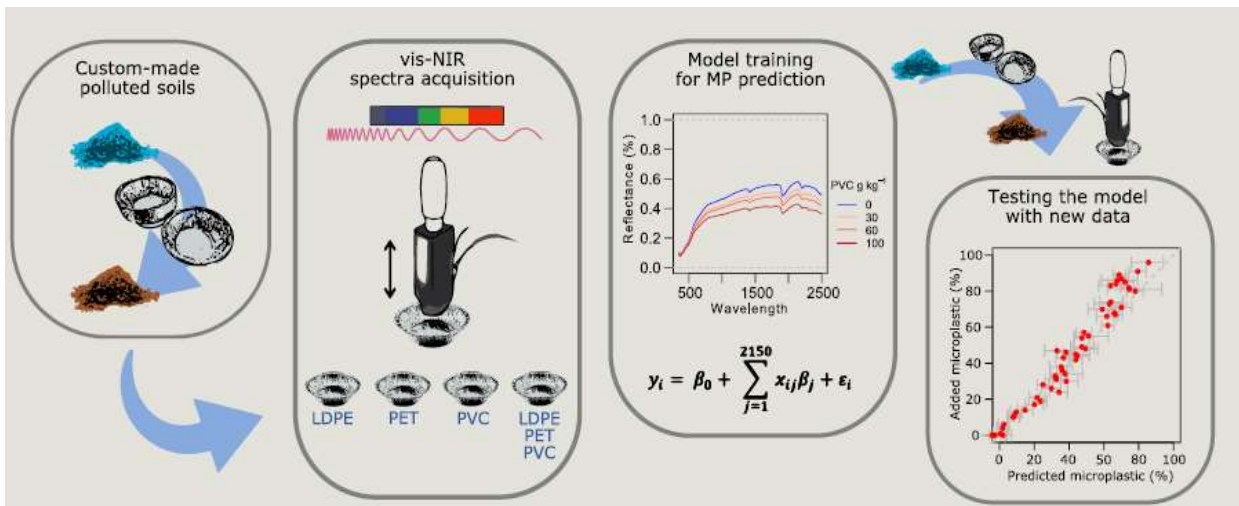 Custom-made
polluted soils
vis-NIR
spectra acquisition
LDPE
PET
PVC
LDPE
PET
PVC
Model training
for MP prediction
1.0
0.8
0.6
0.4
0.2
0.0
Reflectance (%)
500
1500
2500
Wavelength
PVC g kg⁻¹
0
30
60
100
yᵢ = β₀ + ∑ xᵢⱼβⱼ + εᵢ
2150
j=1
Testing the model
with new data
100
80
60
40
20
0
Added microplastic (%)
0
20
40
60
80
100
Predicted microplastic (%)